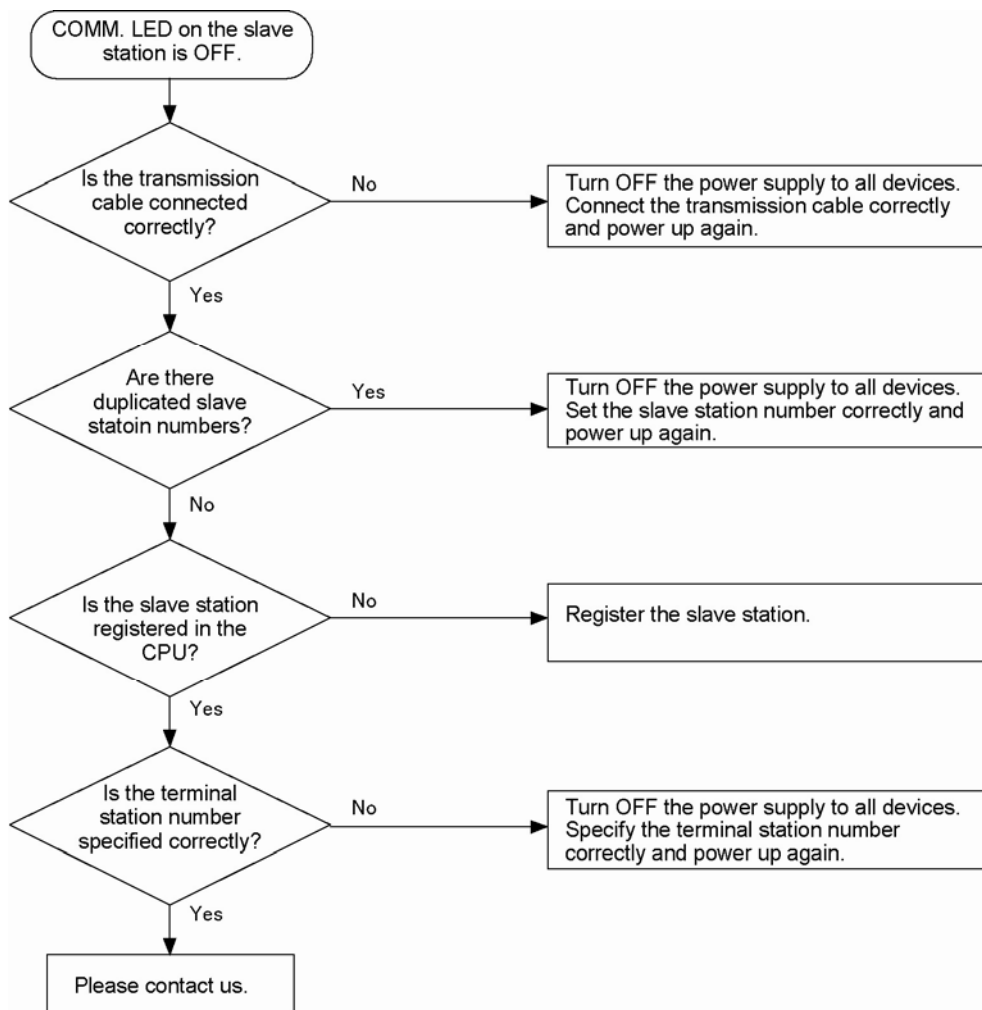 COMM. LED on the slave
station is OFF.
Is the transmission
cable connected
correctly?
No
Turn OFF the power supply to all devices.
Connect the transmission cable correctly
and power up again.
Yes
Are there
duplicated slave
statoin numbers?
Yes
Turn OFF the power supply to all devices.
Set the slave station number correctly and
power up again.
No
Is the slave station
registered in the
CPU?
No
Register the slave station.
Yes
Is the terminal
station number
specified correctly?
No
Turn OFF the power supply to all devices.
Specify the terminal station number
correctly and power up again.
Yes
Please contact us.